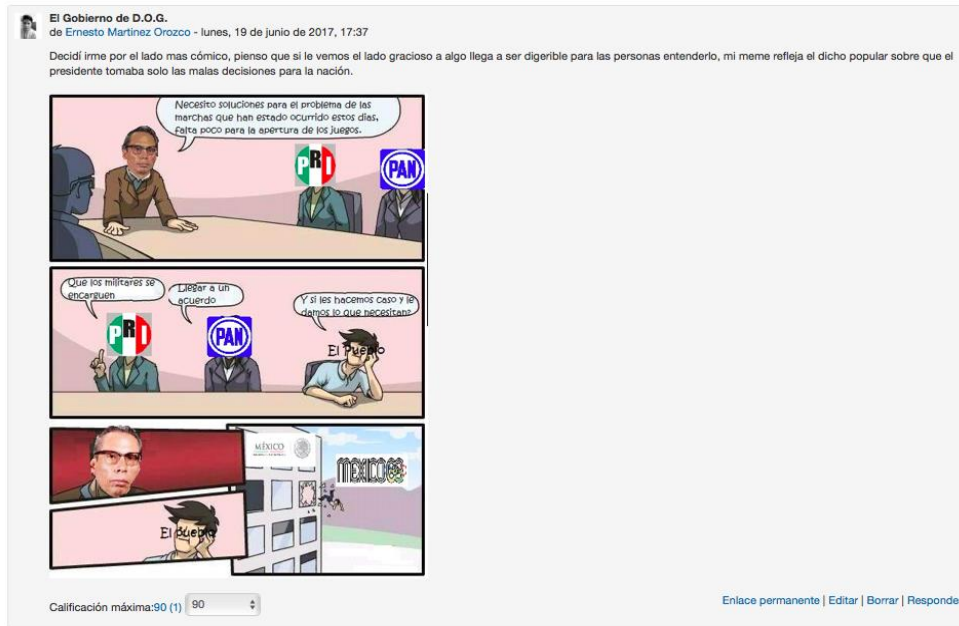 El Gobierno de D.O.G.
de Ernesto Martinez Orozco - lunes, 19 de junio de 2017, 17:37
Decidí irme por el lado mas cómico, pienso que si le vemos el lado gracioso a algo llega a ser digerible para las personas entenderlo, mi meme refleja el dicho popular sobre que el
presidente tomaba solo las malas decisiones para la nación.
Necesito soluciones para el problema de las
marchas que han estado ocurrido estos días,
falta poco para la apertura de los juegos.
PRI
PAN
Que los militares se
encarguen
Llegar a un
acuerdo
Y si les hacemos caso y le
damos lo que necesitan?
PRI
PAN
El Pueblo
MÉXICO
MEXICO68
El pueblo
Calificación máxima:90 (1) 90
Enlace permanente | Editar | Borrar | Responde